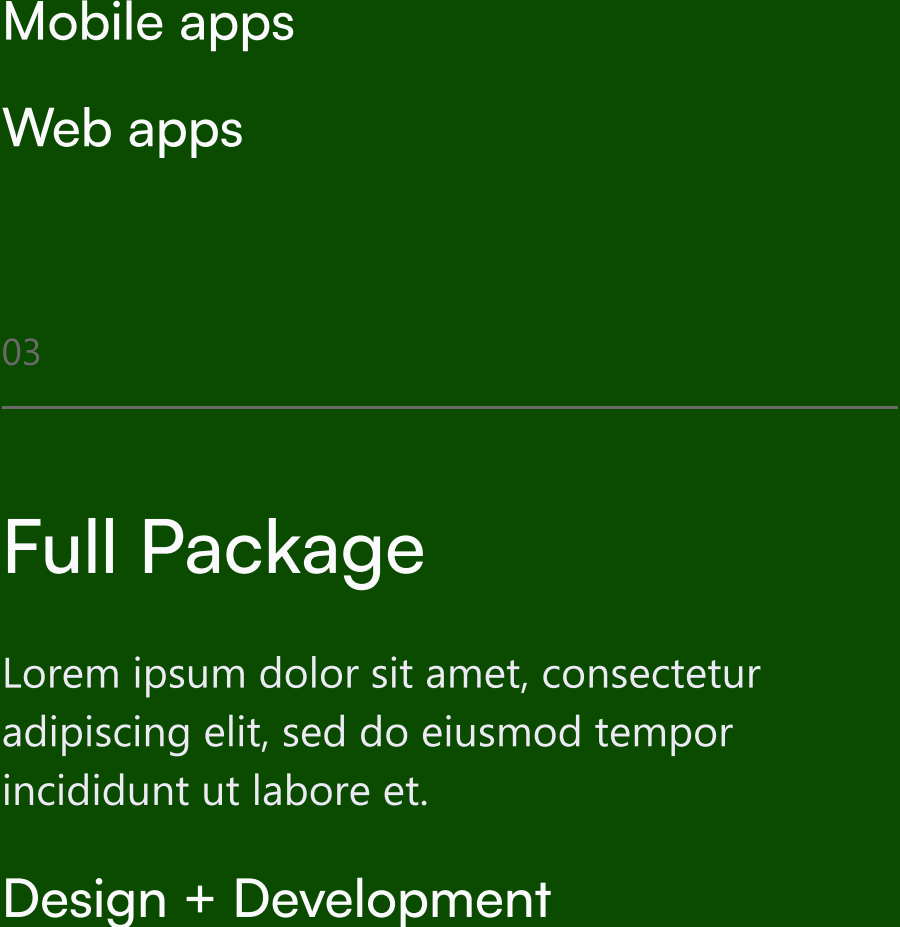 Mobile apps
Web apps
03
Full Package
Lorem ipsum dolor sit amet, consectetur
adipiscing elit, sed do eiusmod tempor
incididunt ut labore et.
Design + Development